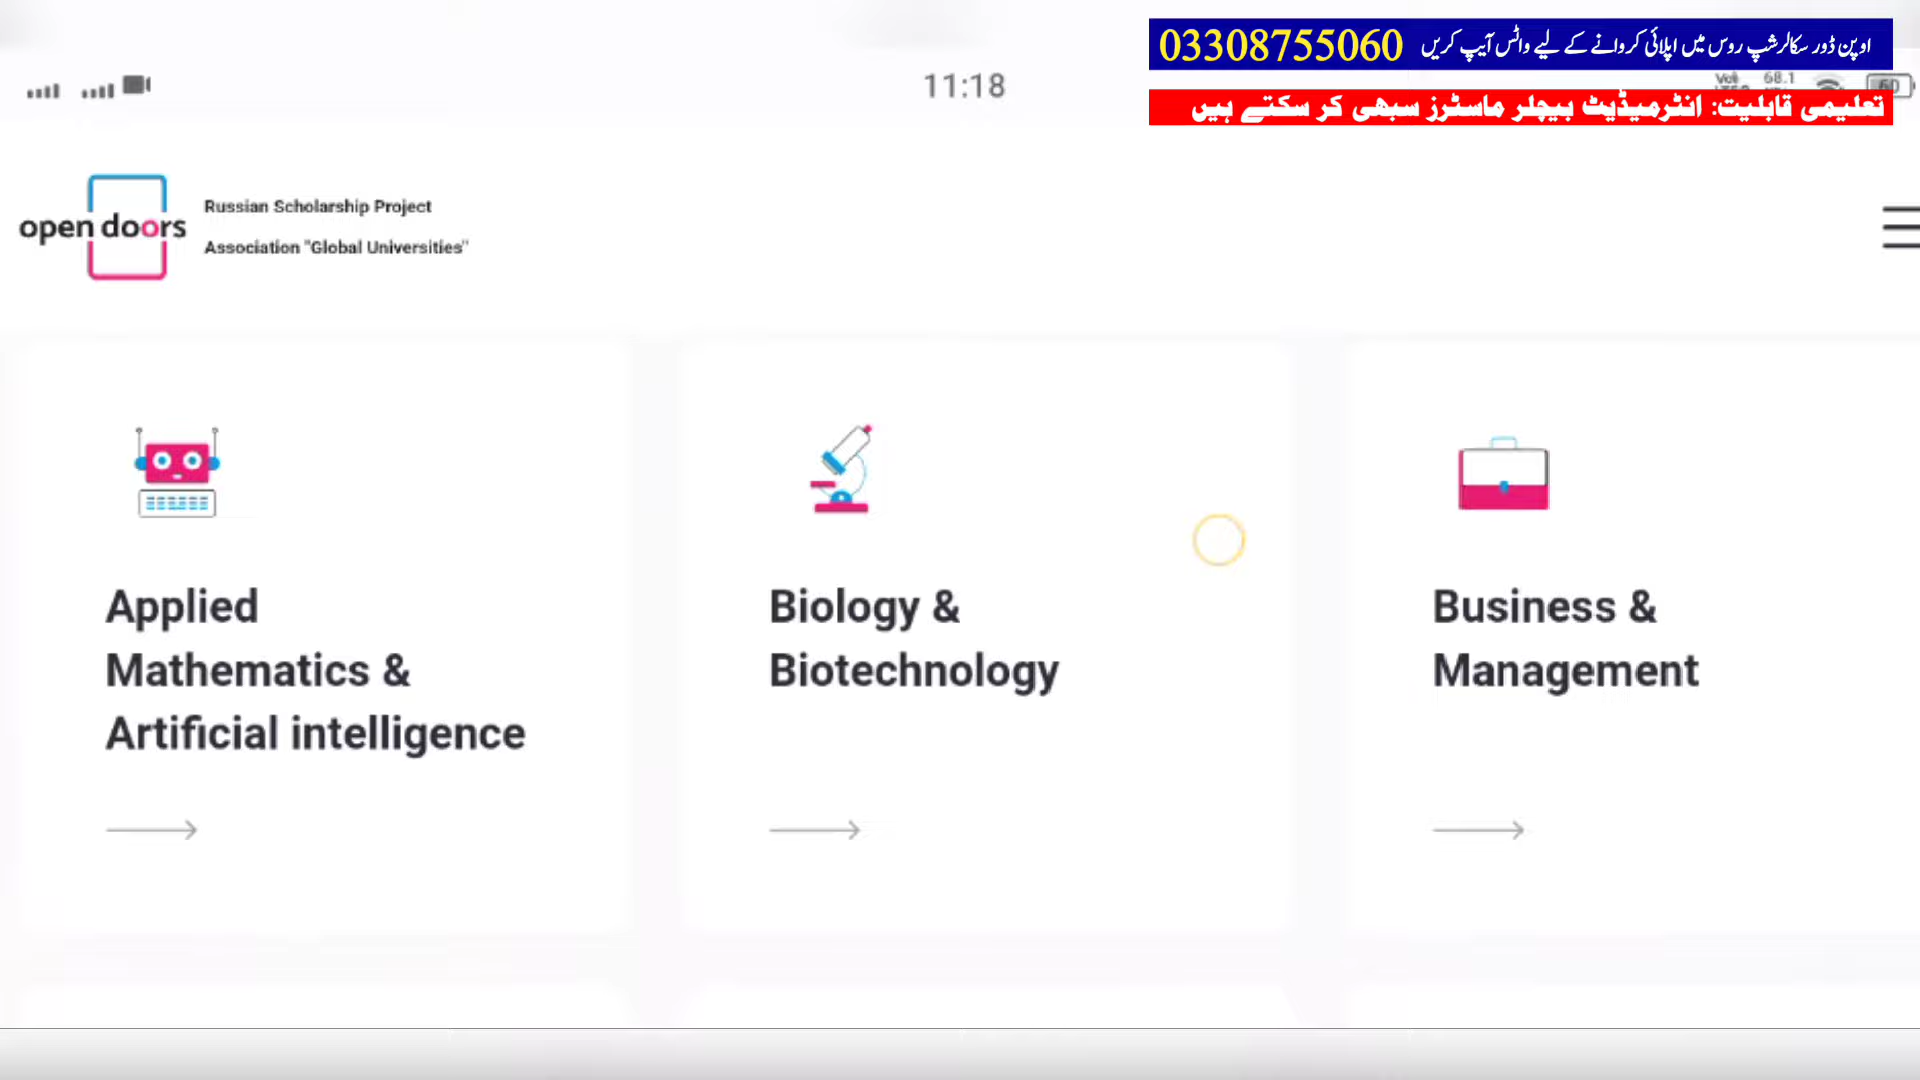 03308755060 اوپن ڈور سکالرشپ روس میں اپلائی کروانے کے لیے واٹس آیپ کریں
11:18
68.1
تعلیمی قابلیت: انٹرمیڈیٹ بیچلر ماسٹرز سبھی کر سکتے ہیں
open doors
Russian Scholarship Project
Association "Global Universities"
Applied
Mathematics &
Artificial intelligence
Biology &
Biotechnology
Business &
Management